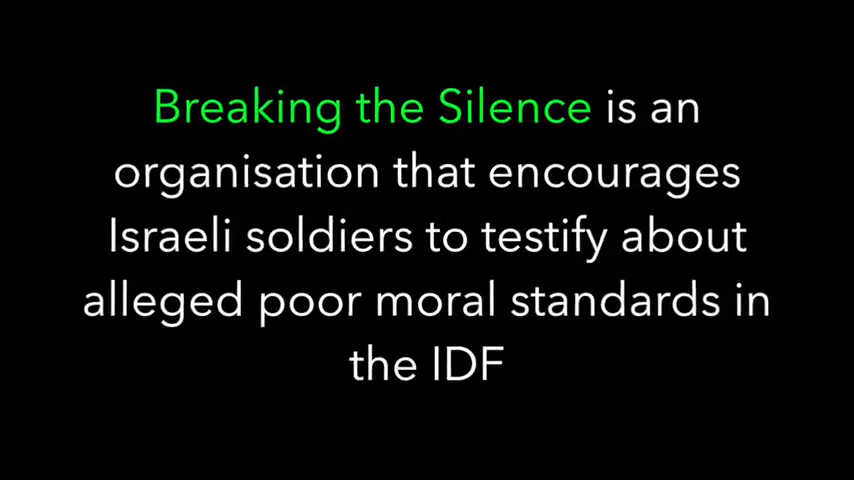 Breaking the Silence is an
organisation that encourages
Israeli soldiers to testify about
alleged poor moral standards in
the IDF